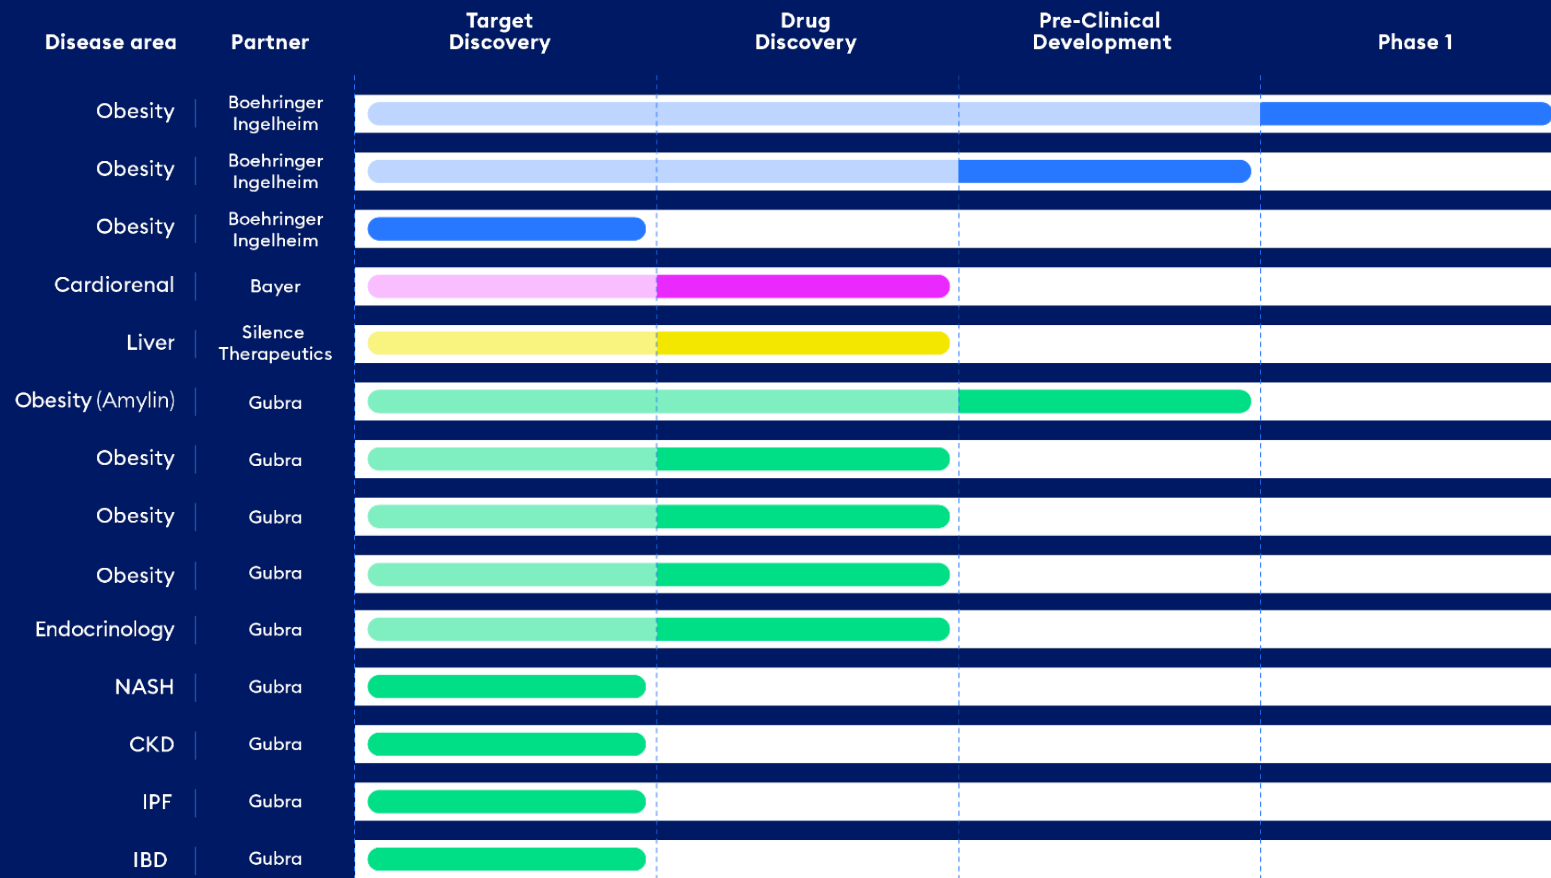 Disease area
Partner
Target
Discovery
Drug
Discovery
Pre-Clinical
Development
Phase 1
Obesity
Boehringer
Ingelheim
Obesity
Boehringer
Ingelheim
Obesity
Boehringer
Ingelheim
Cardiorenal
Bayer
Liver
Silence
Therapeutics
Obesity (Amylin)
Gubra
Obesity
Gubra
Obesity
Gubra
Obesity
Gubra
Endocrinology
Gubra
NASH
Gubra
CKD
Gubra
IPF
Gubra
IBD
Gubra